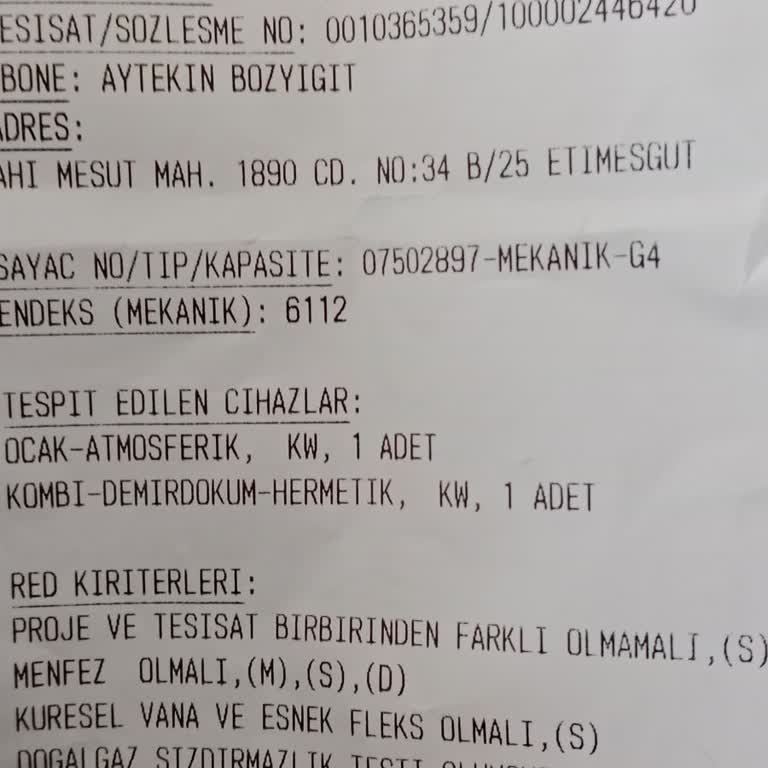 ESISAT/SOZLESME NO: 0010365359/100002446420
BONE: AYTEKIN BOZYIGIT
ADRES:
AHI MESUT MAH. 1890 CD. NO:34 B/25 ETIMESGUT
SAYAC NO/TIP/KAPASITE: 07502897-MEKANIK-G4
ENDEKS (MEKANIK): 6112
TESPIT EDILEN CIHAZLAR:
OCAK-ATMOSFERIK, KW, 1 ADET
KOMBI-DEMIRDOKUM-HERMETIK, KW, 1 ADET
RED KIRITERLERI:
PROJE VE TESISAT BIRBIRINDEN FARKLI OLMAMALI,(S)
MENFEZ OLMALI,(M),(S),(D)
KURESEL VANA VE ESNEK FLEKS OLMALI,(S)
DOGALGAZ SIZDIRMAZLIK TESTI